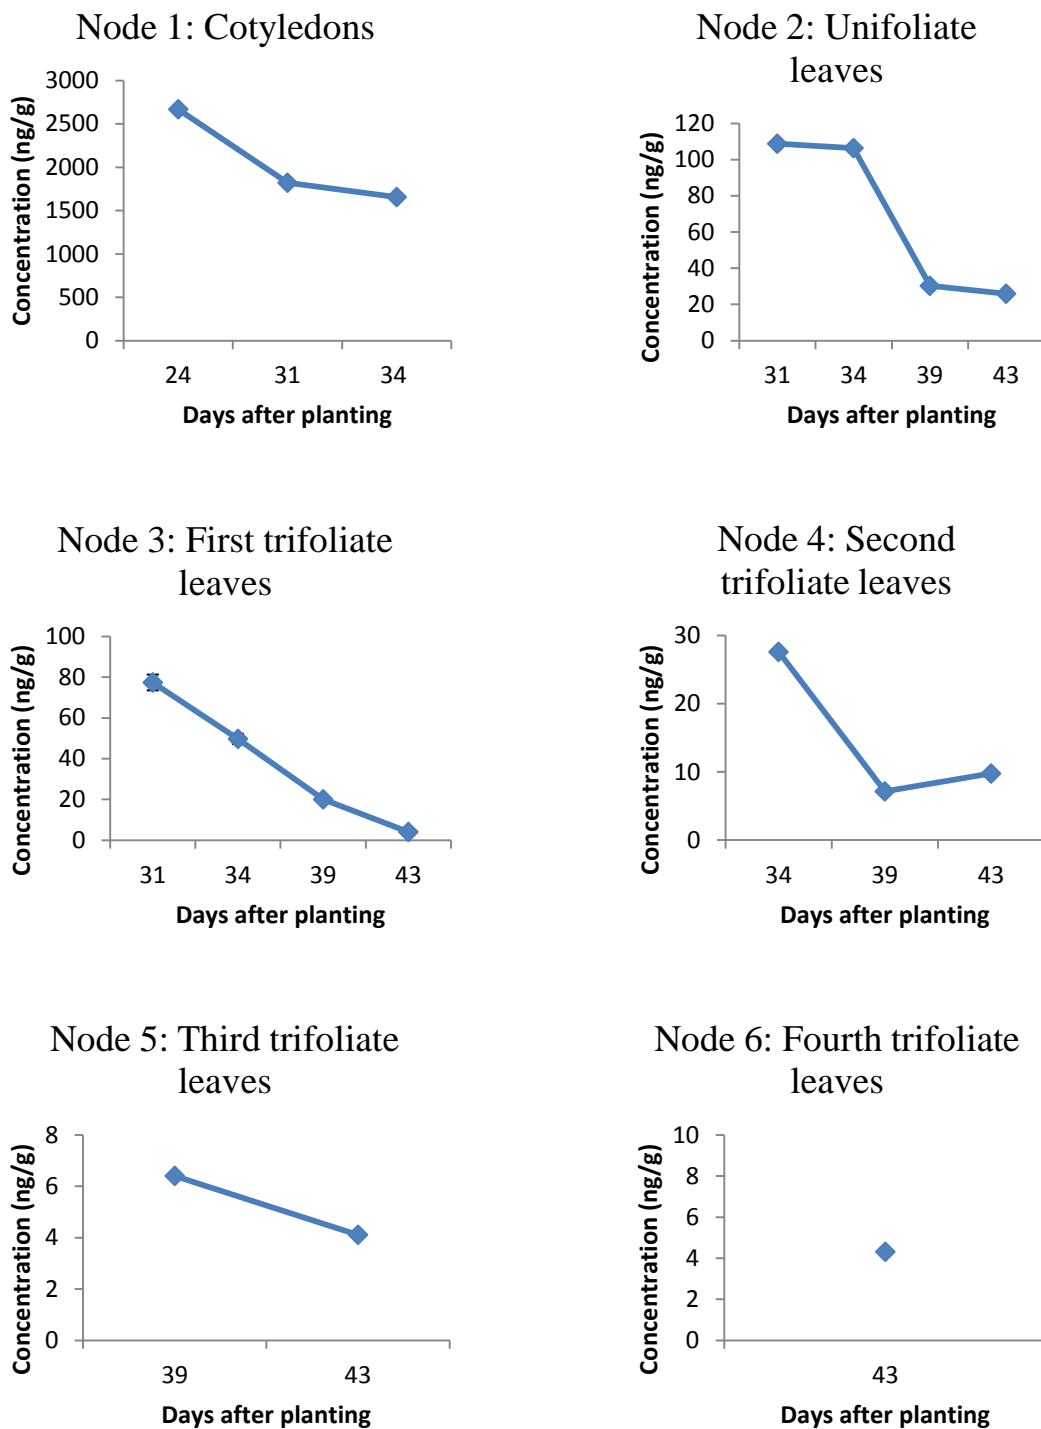 Node 1: Cotyledons
Concentration (ng/g)
3000
2500
2000
1500
1000
500
0
24 31 34
Days after planting
Node 2: Unifoliate
leaves
Concentration (ng/g)
120
100
80
60
40
20
0
31 34 39 43
Days after planting
Node 3: First trifoliate
leaves
Concentration (ng/g)
100
80
60
40
20
0
31 34 39 43
Days after planting
Node 4: Second
trifoliate leaves
Concentration (ng/g)
30
20
10
0
34 39 43
Days after planting
Node 5: Third trifoliate
leaves
Concentration (ng/g)
8
6
4
2
0
39 43
Days after planting
Node 6: Fourth trifoliate
leaves
Concentration (ng/g)
10
8
6
4
2
0
43
Days after planting